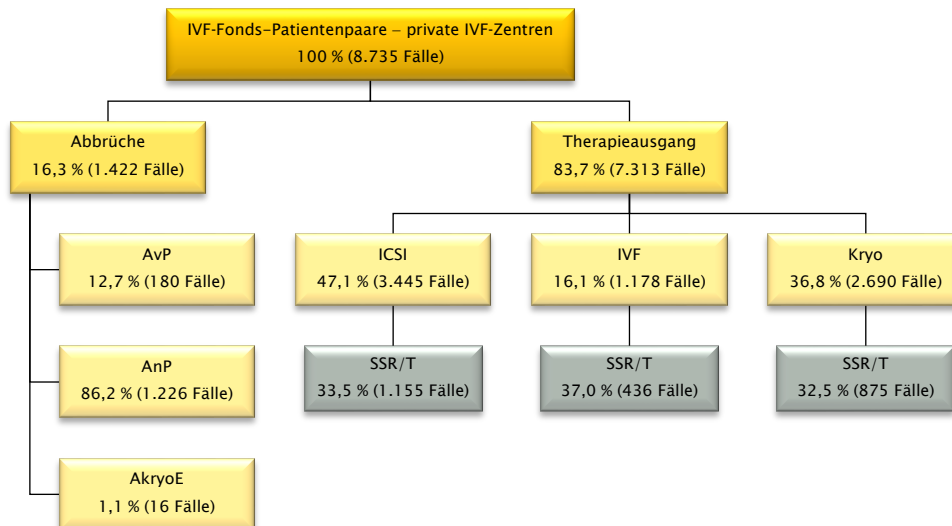 IVF-Fonds-Patientenpaare – private IVF-Zentren
100 % (8.735 Fälle)
Abbrüche
16,3 % (1.422 Fälle)
Therapieausgang
83,7 % (7.313 Fälle)
AvP
12,7 % (180 Fälle)
ICSI
47,1 % (3.445 Fälle)
IVF
16,1 % (1.178 Fälle)
Kryo
36,8 % (2.690 Fälle)
AnP
86,2 % (1.226 Fälle)
SSR/T
33,5 % (1.155 Fälle)
SSR/T
37,0 % (436 Fälle)
SSR/T
32,5 % (875 Fälle)
AkryoE
1,1 % (16 Fälle)